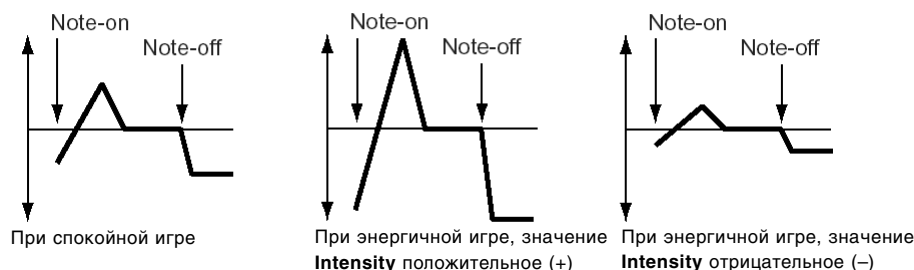 Note-on
Note-off
При спокойной игре
Note-on
Note-off
При энергичной игре, значение
Intensity положительное (+)
Note-on
Note-off
При энергичной игре, значение
Intensity отрицательное (–)